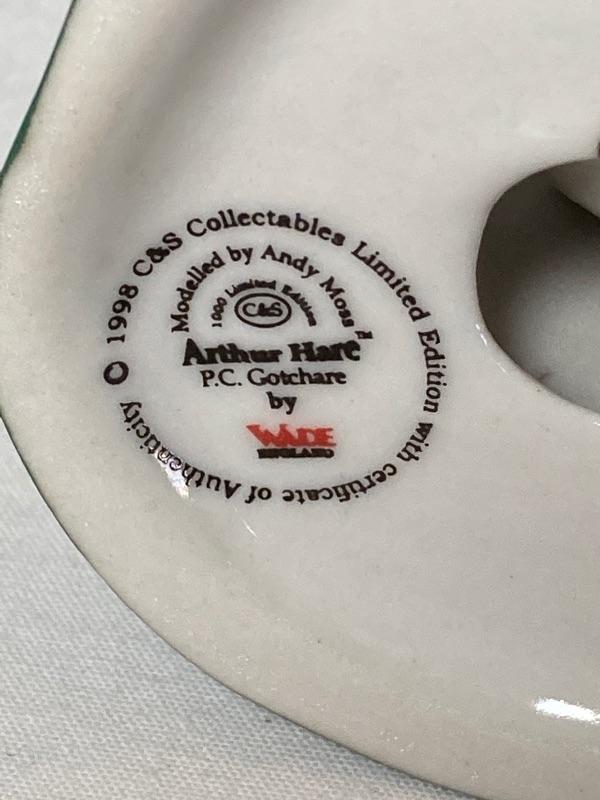 © 1998 C&S Collectables Limited Edition with certificate of Authenticity
Modelled by Andy Moss
1000 Limited Edition
C&S
Arthur Hare™
P.C. Gotchare
by
WADE
ENGLAND